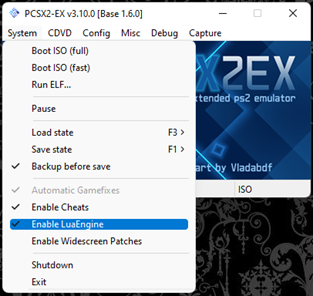 PCSX2-EX v3.10.0 [Base 1.6.0]
System CDVD Config Misc Debug Capture
Boot ISO (full)
Boot ISO (fast)
Run ELF...
Pause
Load state F3 >
Save state F1 >
Backup before save
Automatic Gamefixes
Enable Cheats
Enable LuaEngine
Enable Widescreen Patches
Shutdown
Exit
X2EX
xtended ps2 emulator
art by Vladabdf
ISO